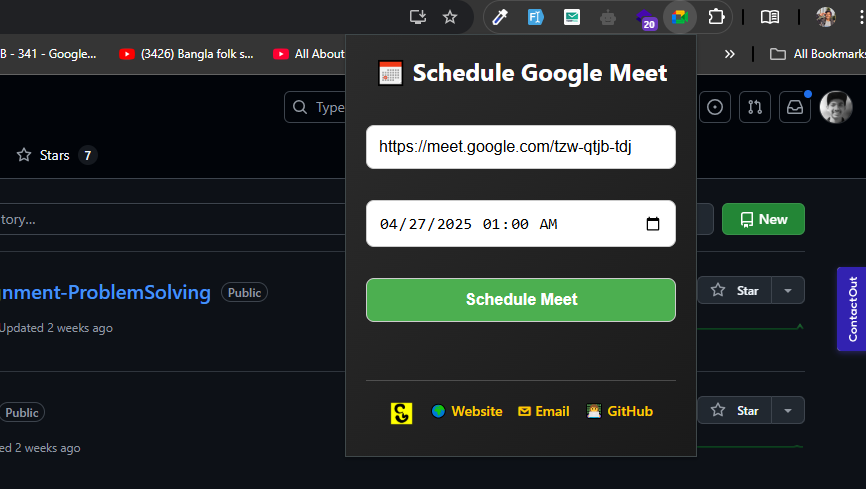 20
B - 341 - Google...
(3426) Bangla folk s...
All About
»
All Bookmarks
Schedule Google Meet
Type
Stars 7
https://meet.google.com/tzw-qtjb-tdj
tory...
04/27/2025 01:00 AM
New
gnment-ProblemSolving
Public
Schedule Meet
Star
Updated 2 weeks ago
ContactOut
Public
Website
Email
GitHub
Star
ed 2 weeks ago